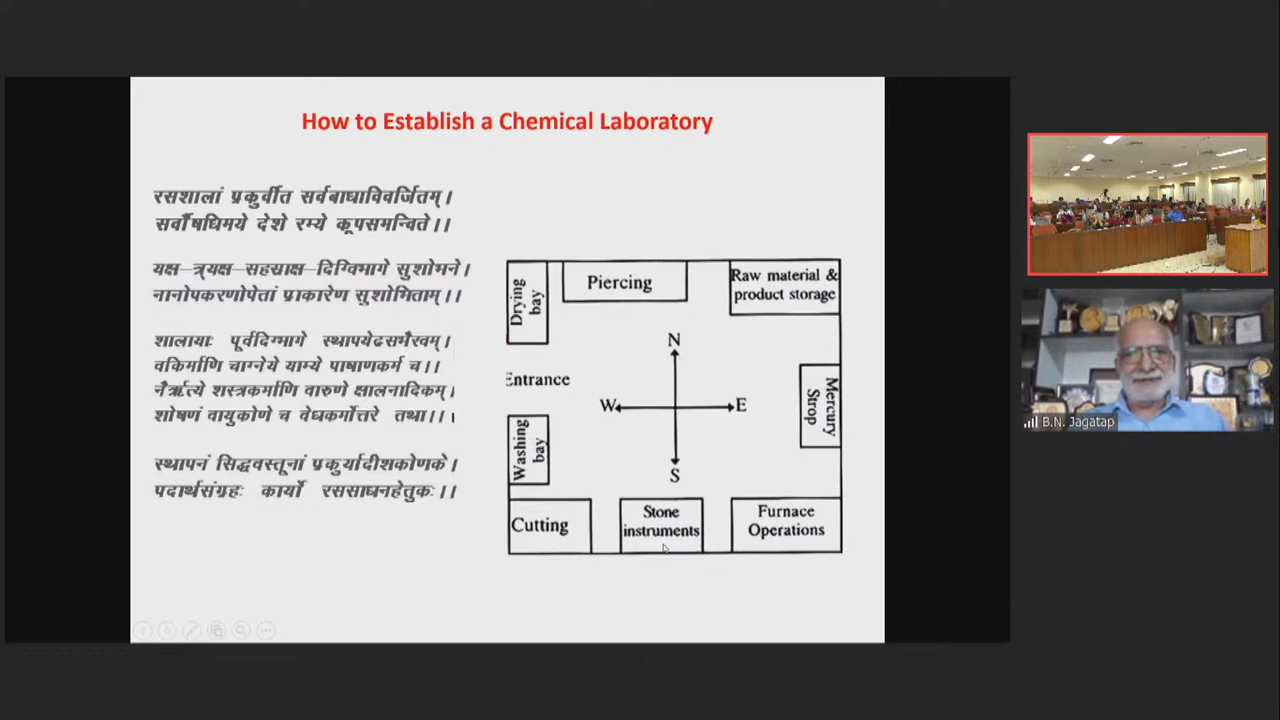 How to Establish a Chemical Laboratory
रसशालां प्रकुर्वीत सर्वबाधाविवर्जितम्।
सर्वौषधिमये देशे रम्ये कूपसमन्विते।।
यक्ष त्र्यक्ष सहस्राक्ष दिग्विभागे सुशोभने।
नानोपकरणोपेतां प्राकारेण सुशोभिताम्।।
शालायाः पूर्वदिग्भागे स्थापयेद्रसभैरवम्।
वह्निकर्माणि चाग्नेये याम्ये पाषाणकर्म च।।
नैर्ऋत्ये शस्त्रकर्माणि वारुणे क्षालनादिकम्।
शोषणं वायुकोणे च वेधकर्मोत्तरे तथा।।
स्थापनं सिद्धवस्तूनां प्रकुर्यादीशकोणके।
पदार्थसंग्रहः कार्यो रससाधनहेतुकः।।
Drying
bay
Piercing
Raw material &
product storage
N
Entrance
W
E
Mercury
Strop
Washing
bay
S
Cutting
Stone
instruments
Furnace
Operations
B.N. Jagatap